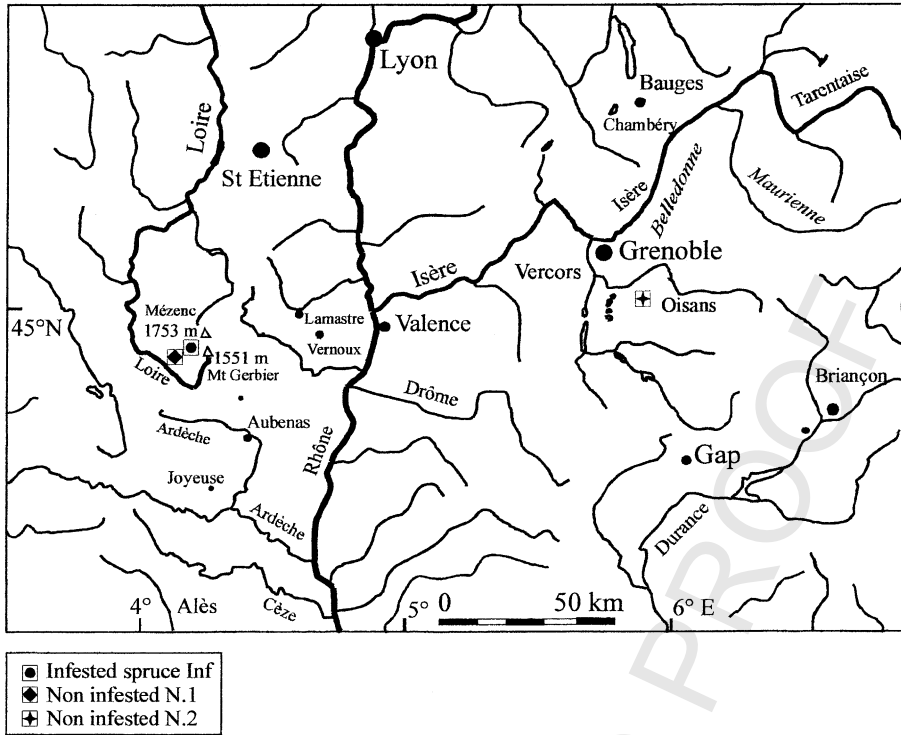 Lyon
Loire
St Etienne
Bauges
Chambéry
Tarentaise
Isère
Belledonne
Maurienne
Grenoble
Isère
Vercors
Oisans
45°N
Mézenc
1753 m
1551 m
Mt Gerbier
Loire
Lamastre
Vernoux
Valence
Drôme
Briançon
Ardèche
Aubenas
Rhône
Joyeuse
Ardèche
Gap
Durance
4°
Alès
Cèze
5°
0 50 km
6° E
PROOF
Infested spruce Inf
Non infested N.1
Non infested N.2